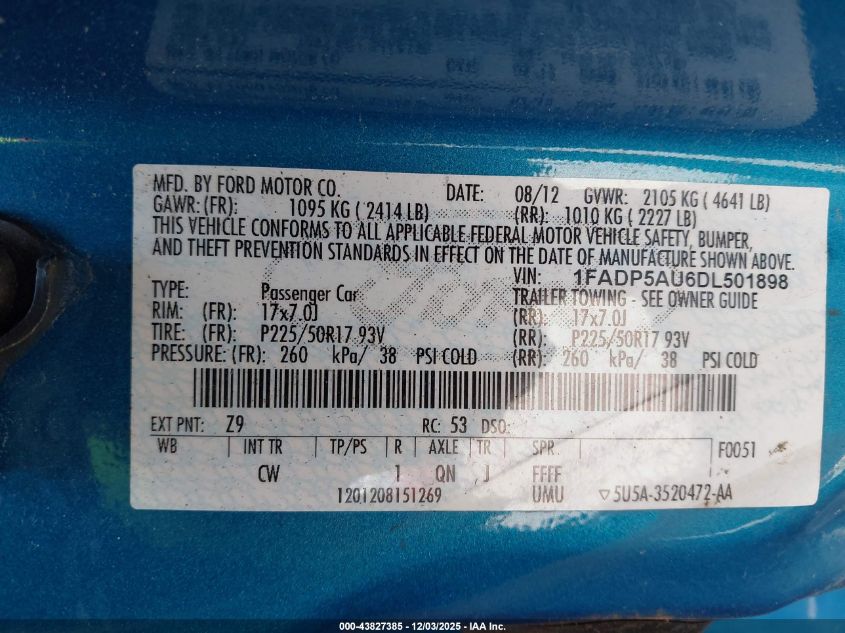 MFD. BY FORD MOTOR CO. DATE: 08/12 GVWR: 2105 KG ( 4641 LB)
GAWR: (FR): 1095 KG ( 2414 LB) (RR): 1010 KG ( 2227 LB)
THIS VEHICLE CONFORMS TO ALL APPLICABLE FEDERAL MOTOR VEHICLE SAFETY, BUMPER,
AND THEFT PREVENTION STANDARDS IN EFFECT ON THE DATE OF MANUFACTURE SHOWN ABOVE.
VIN: 1FADP5AU6DL501898
TYPE: Passenger Car TRAILER TOWING - SEE OWNER GUIDE
RIM: (FR): 17x7.0J (RR): 17x7.0J
TIRE: (FR): P225/50R17 93V (RR): P225/50R17 93V
PRESSURE: (FR): 260 kPa/ 38 PSI COLD (RR): 260 kPa/ 38 PSI COLD
EXT PNT: Z9 RC: 53 DSO:
WB INT TR TP/PS R AXLE TR SPR. F0051
CW 1 QN J FFFF
1201208151269 UMU ▽5U5A-3520472-AA
000-43827385 - 12/03/2025 - IAA Inc.